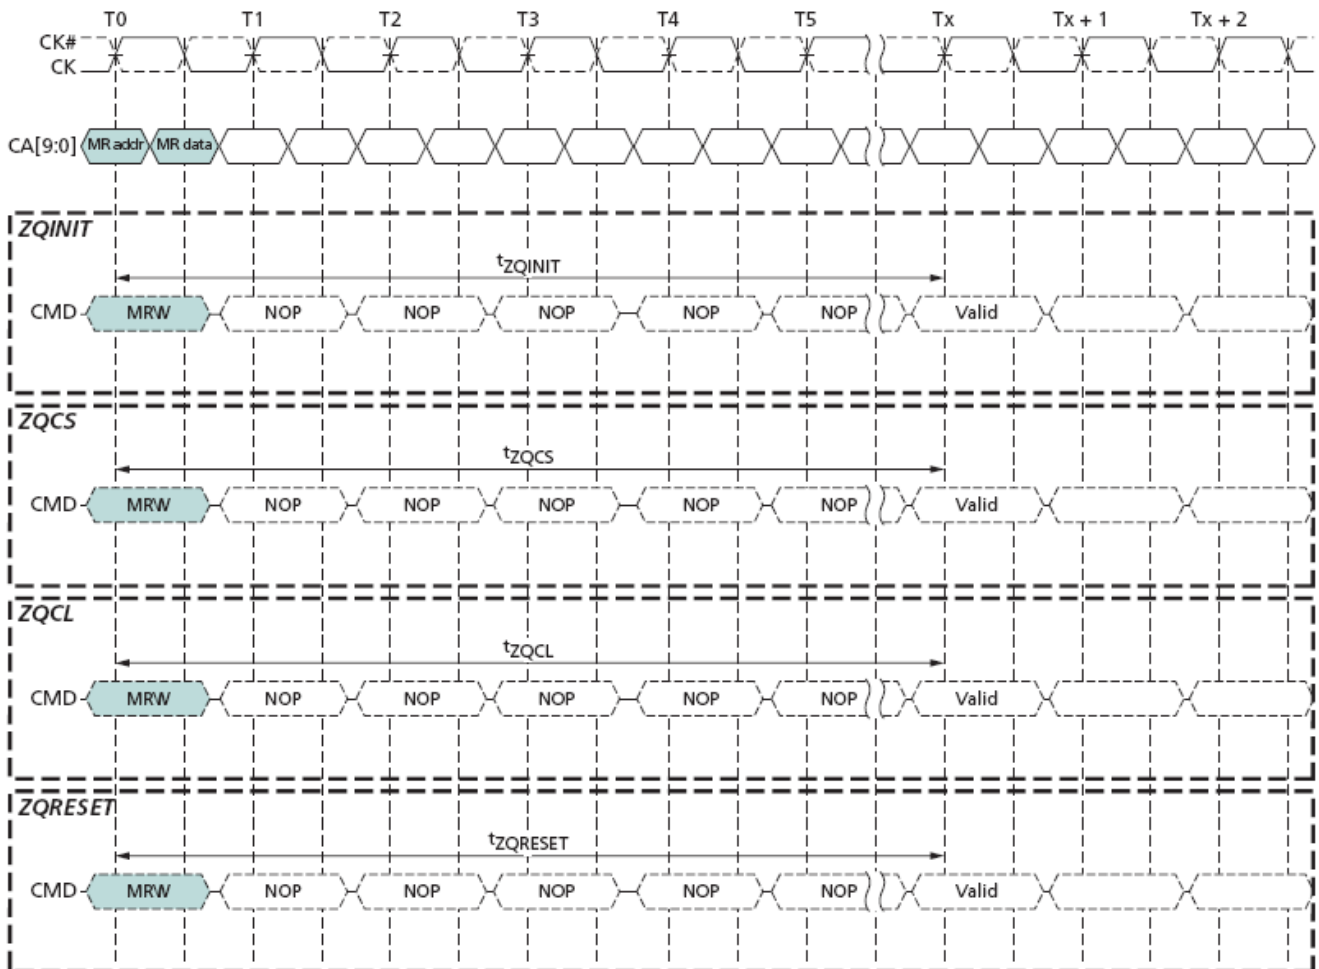 T0 T1 T2 T3 T4 T5 Tx Tx + 1 Tx + 2
CK#
CK
CA[9:0] MR addr MR data
ZQINIT
tZQINIT
CMD MRW NOP NOP NOP NOP NOP Valid
ZQCS
tZQCS
CMD MRW NOP NOP NOP NOP NOP Valid
ZQCL
tZQCL
CMD MRW NOP NOP NOP NOP NOP Valid
ZQRESET
tZQRESET
CMD MRW NOP NOP NOP NOP NOP Valid